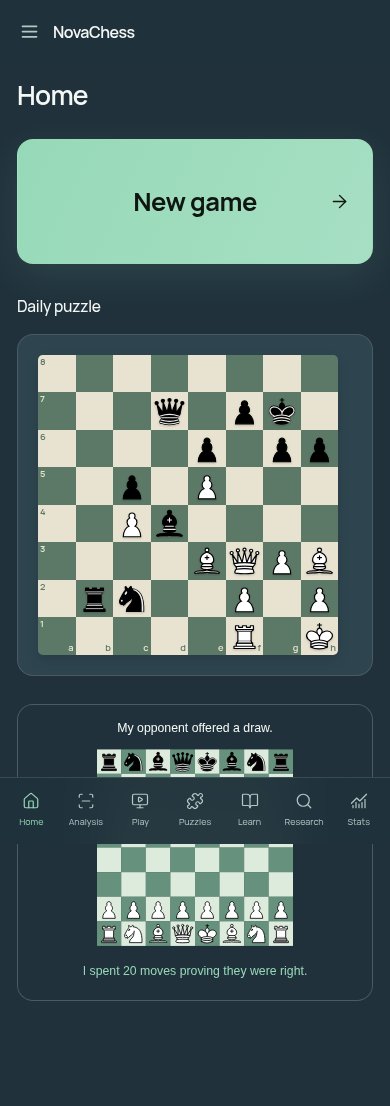 NovaChess
Home
New game
Daily puzzle
8
7
6
5
4
3
2
1
a b c d e f g h
My opponent offered a draw.
Home Analysis Play Puzzles Learn Research Stats
I spent 20 moves proving they were right.